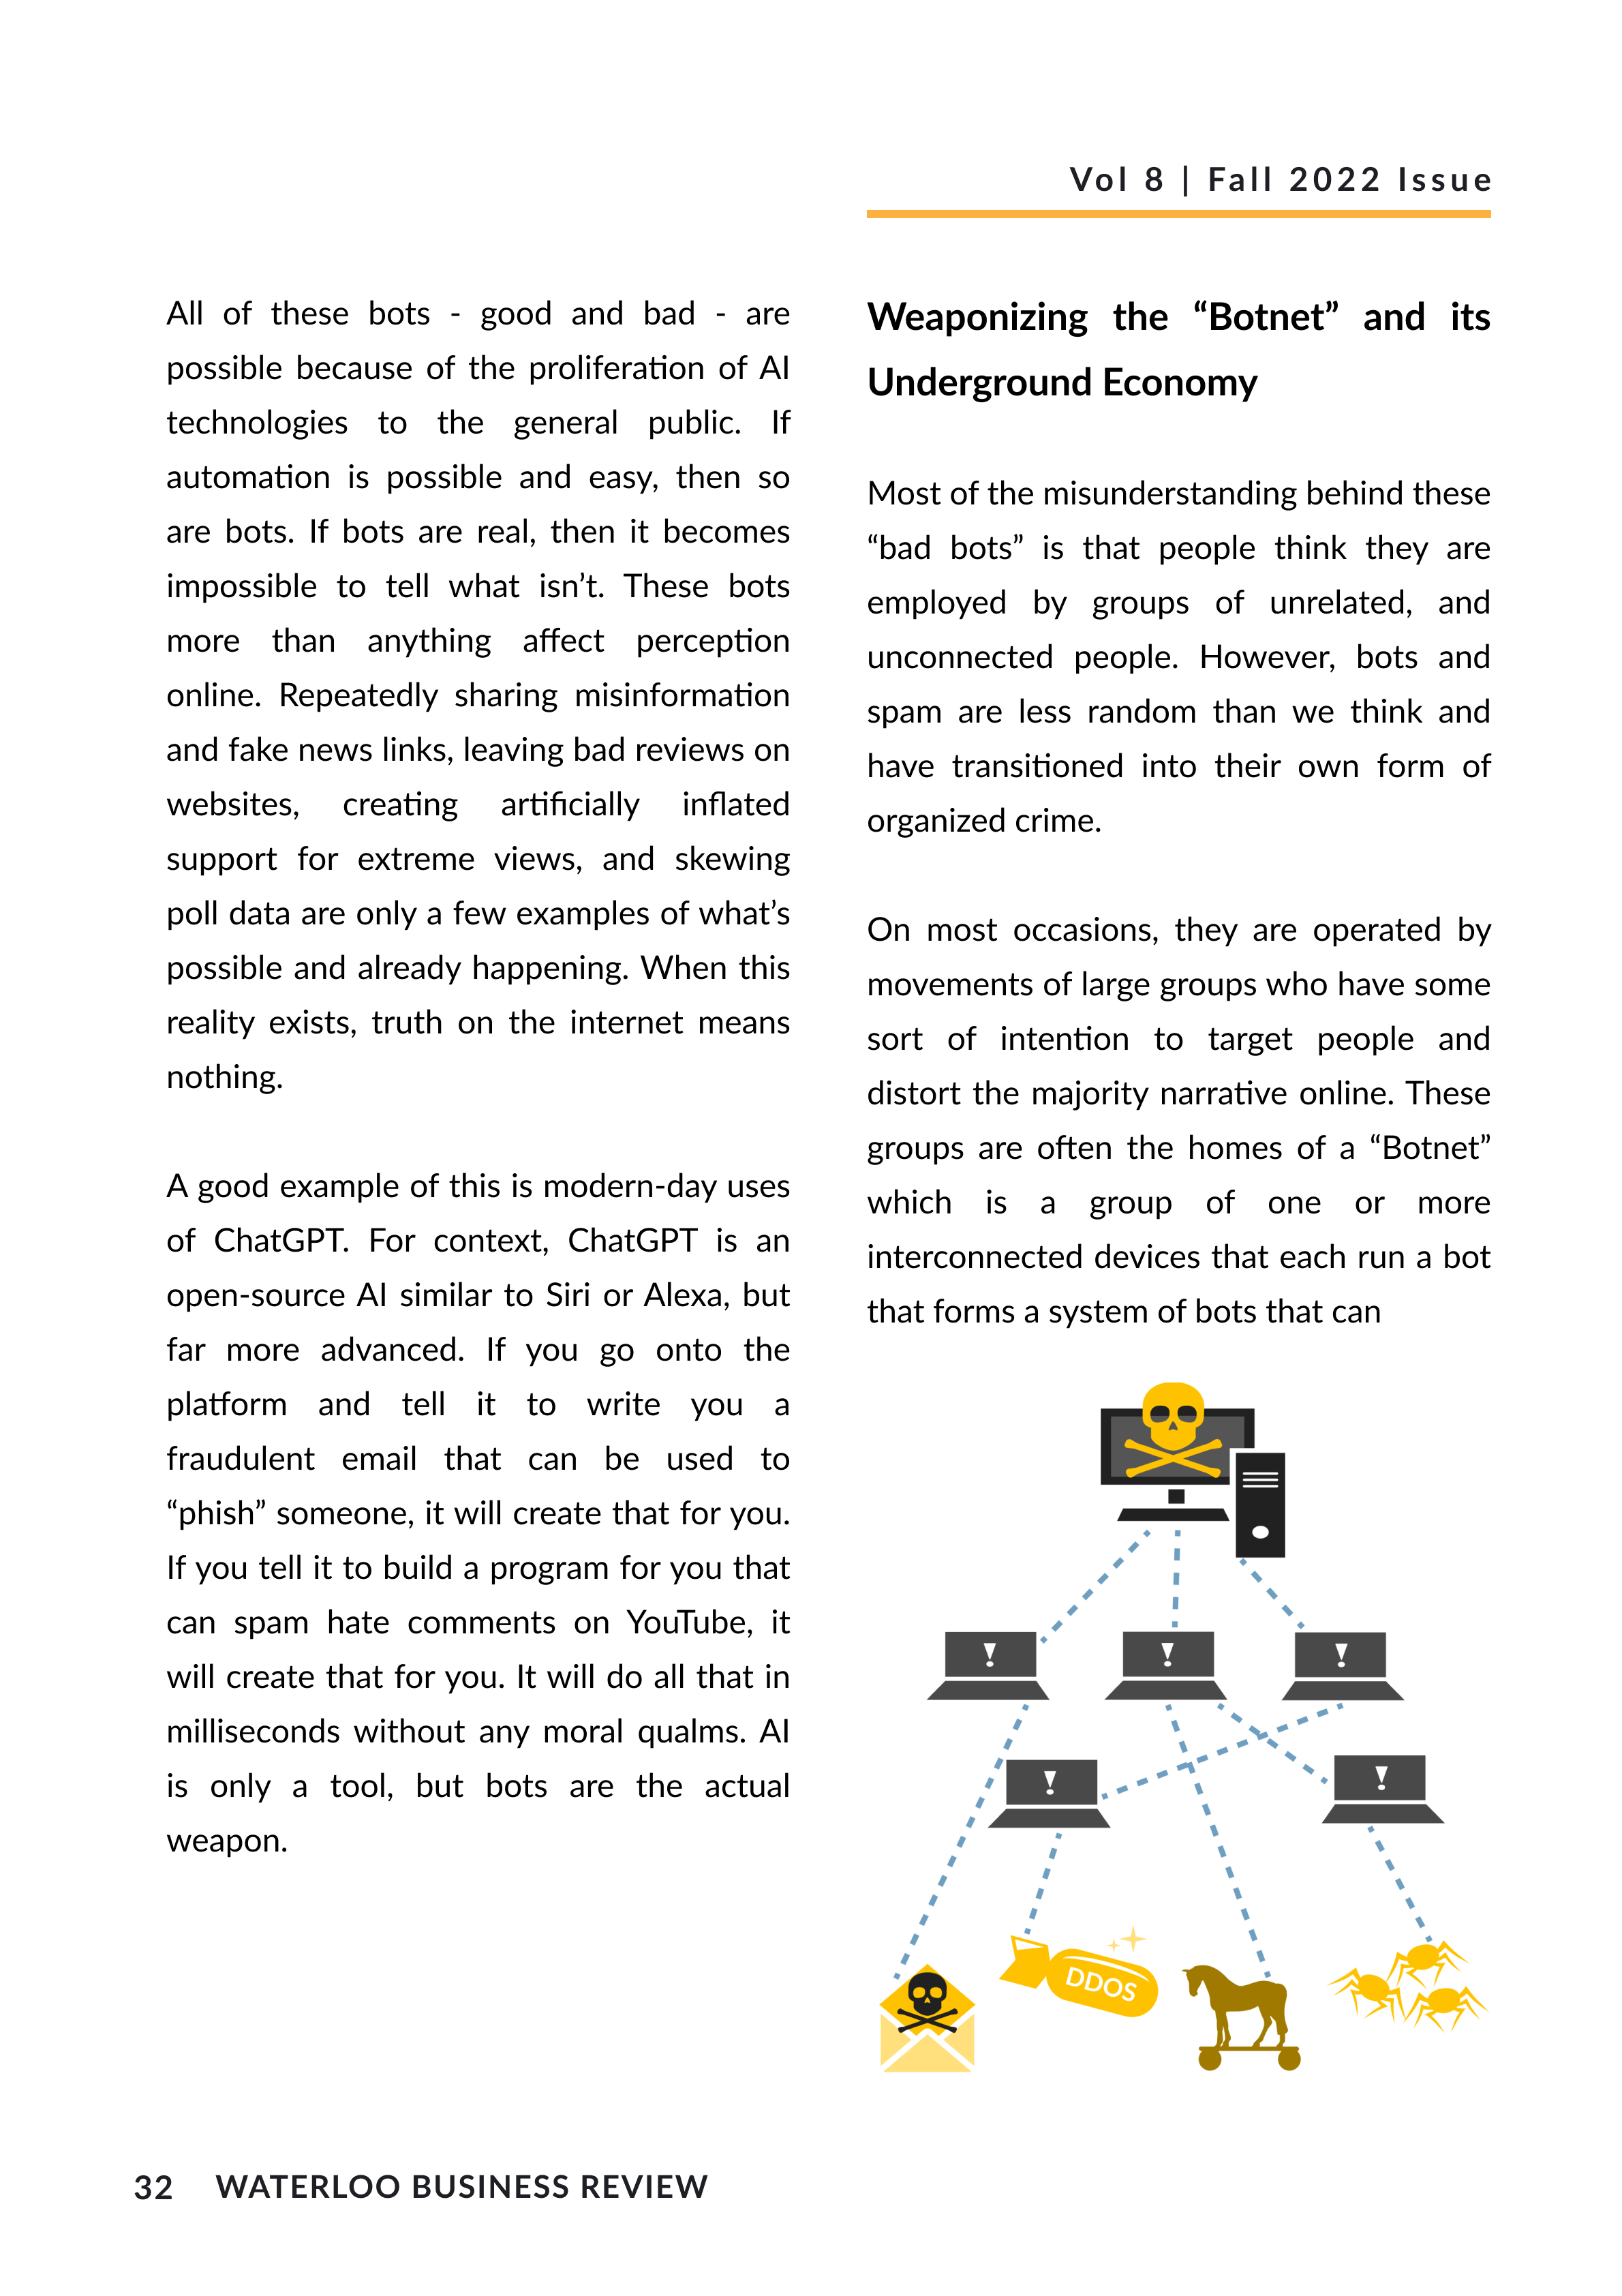 Vol 8 | Fall 2022 Issue
All of these bots - good and bad - are
possible because of the proliferation of AI
technologies to the general public. If
automation is possible and easy, then so
are bots. If bots are real, then it becomes
impossible to tell what isn’t. These bots
more than anything affect perception
online. Repeatedly sharing misinformation
and fake news links, leaving bad reviews on
websites, creating artificially inflated
support for extreme views, and skewing
poll data are only a few examples of what’s
possible and already happening. When this
reality exists, truth on the internet means
nothing.
A good example of this is modern-day uses
of ChatGPT. For context, ChatGPT is an
open-source AI similar to Siri or Alexa, but
far more advanced. If you go onto the
platform and tell it to write you a
fraudulent email that can be used to
“phish” someone, it will create that for you.
If you tell it to build a program for you that
can spam hate comments on YouTube, it
will create that for you. It will do all that in
milliseconds without any moral qualms. AI
is only a tool, but bots are the actual
weapon.
Weaponizing the “Botnet” and its
Underground Economy
Most of the misunderstanding behind these
“bad bots” is that people think they are
employed by groups of unrelated, and
unconnected people. However, bots and
spam are less random than we think and
have transitioned into their own form of
organized crime.
On most occasions, they are operated by
movements of large groups who have some
sort of intention to target people and
distort the majority narrative online. These
groups are often the homes of a “Botnet”
which is a group of one or more
interconnected devices that each run a bot
that forms a system of bots that can
!
!
!
!
!
DDOS
32 WATERLOO BUSINESS REVIEW